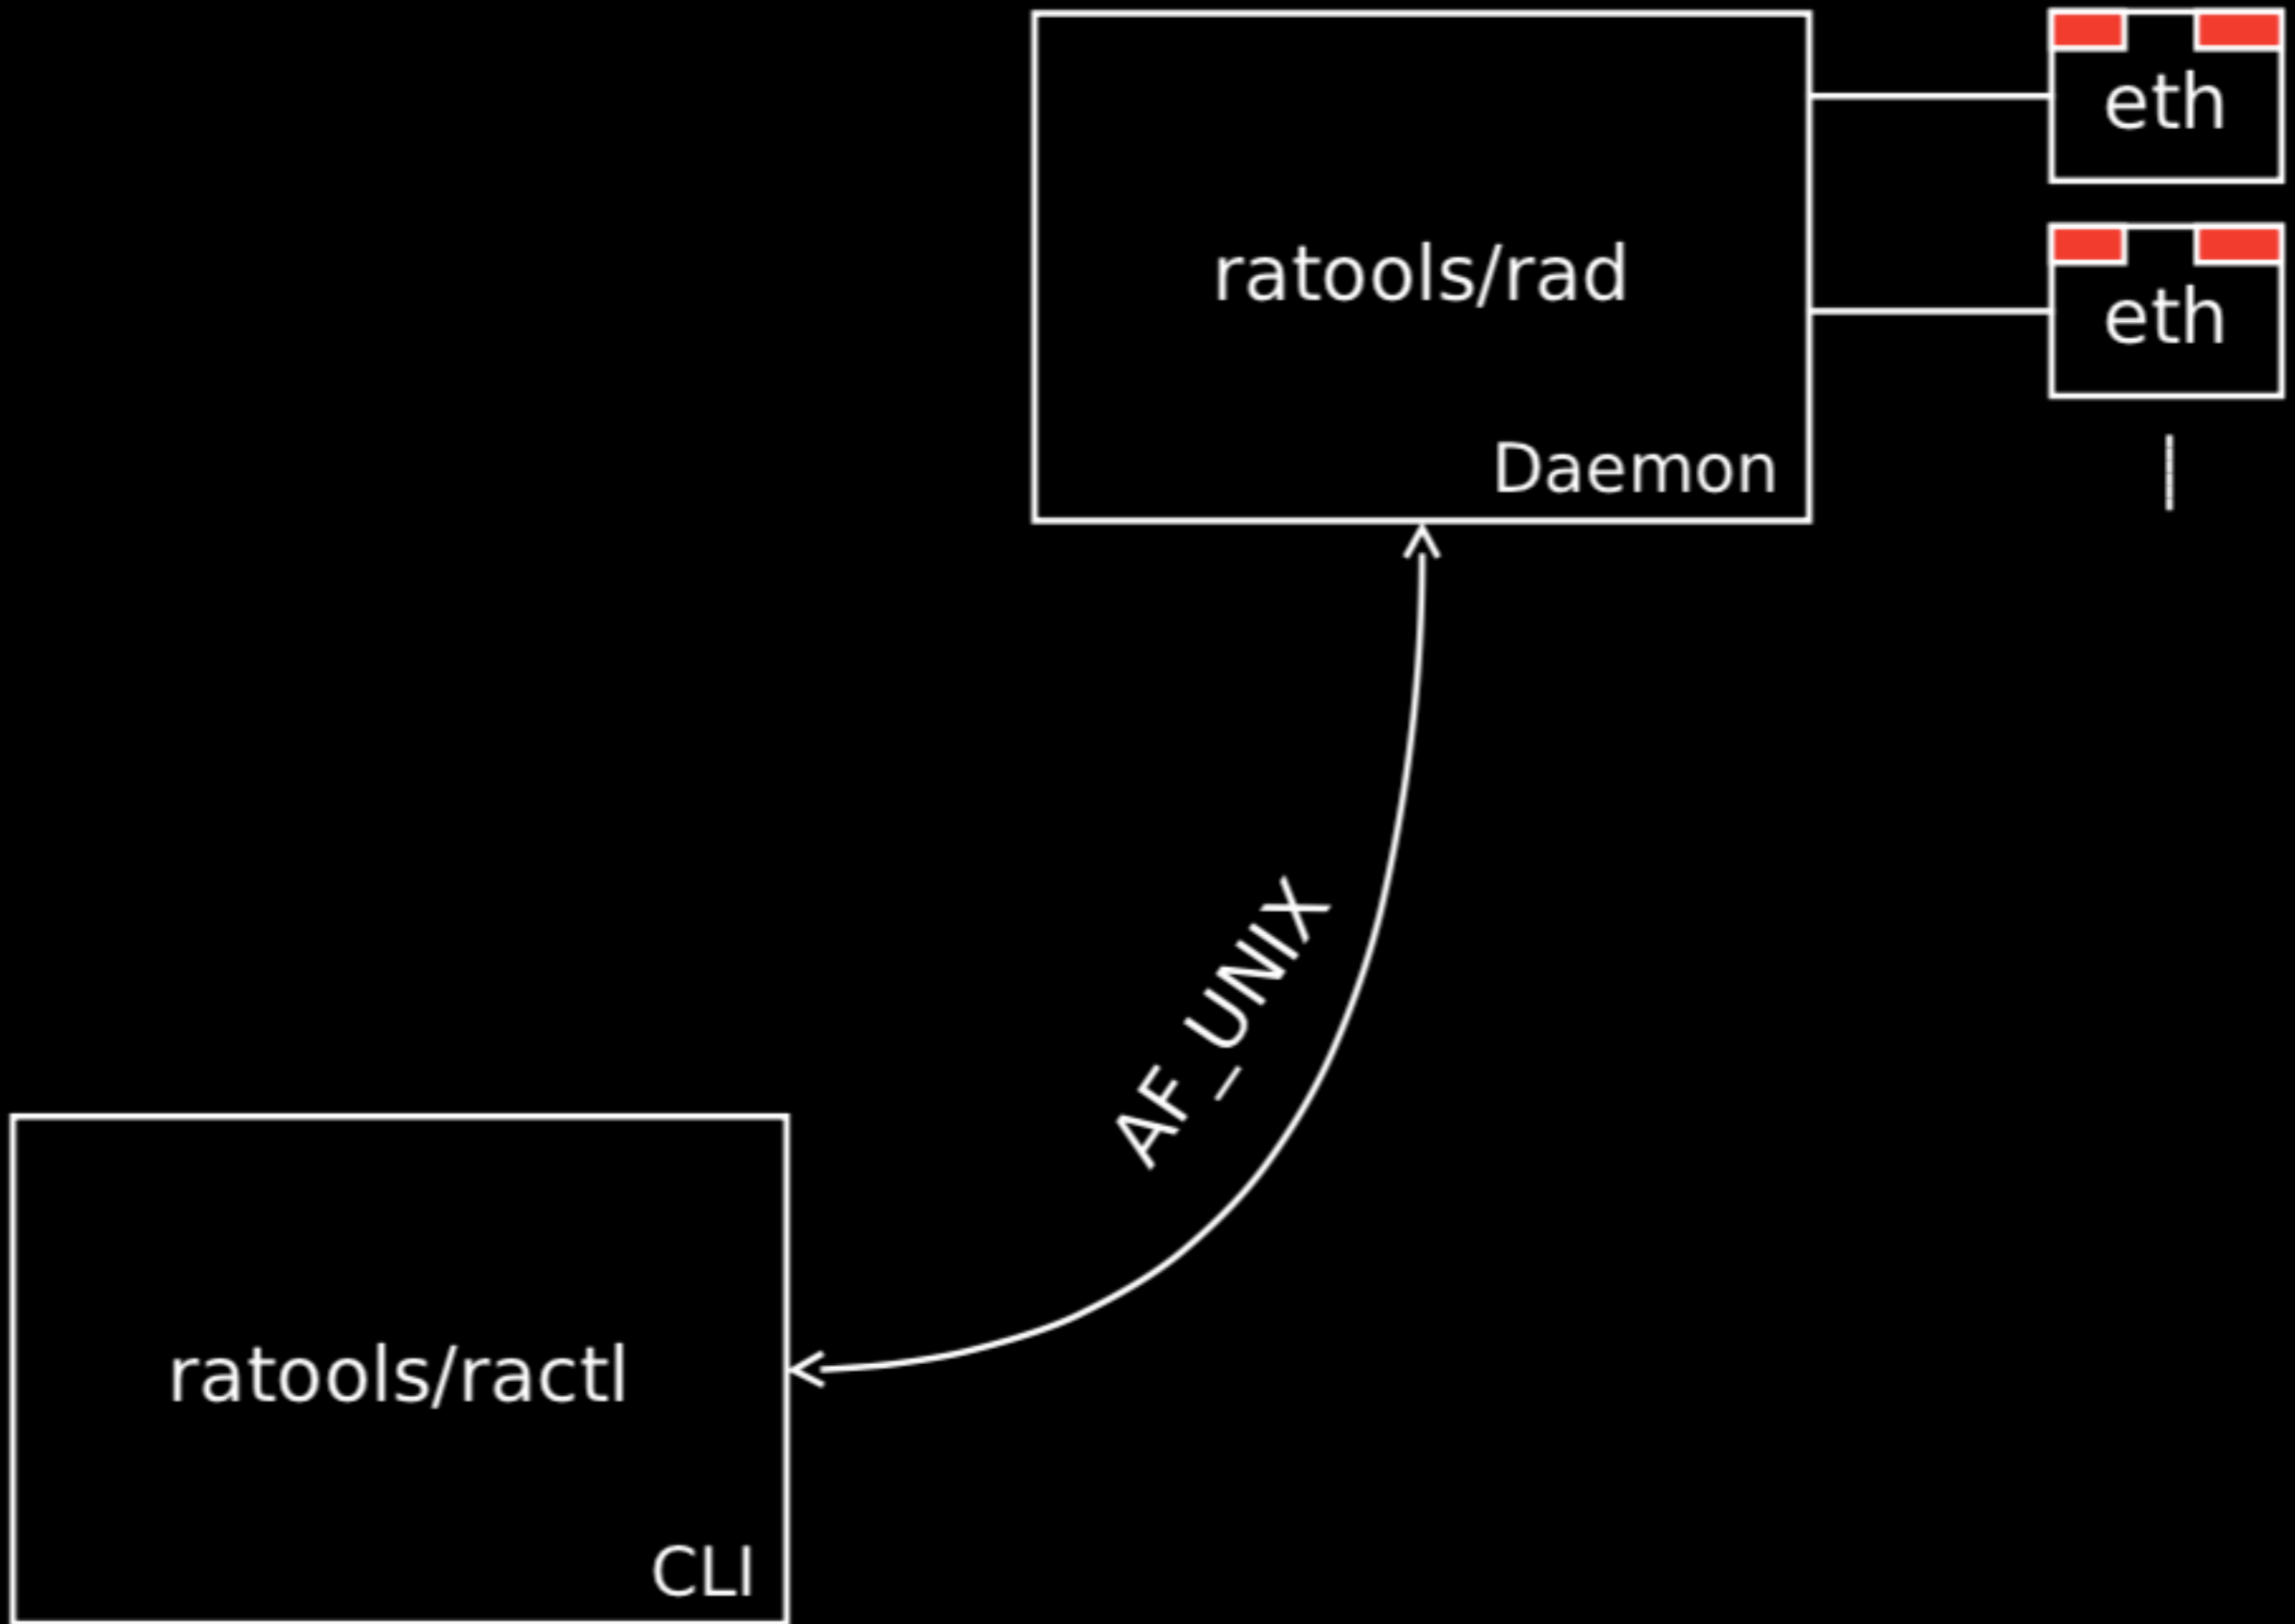 eth
ratools/rad
eth
Daemon
AF_UNIX
ratools/ractl
CLI